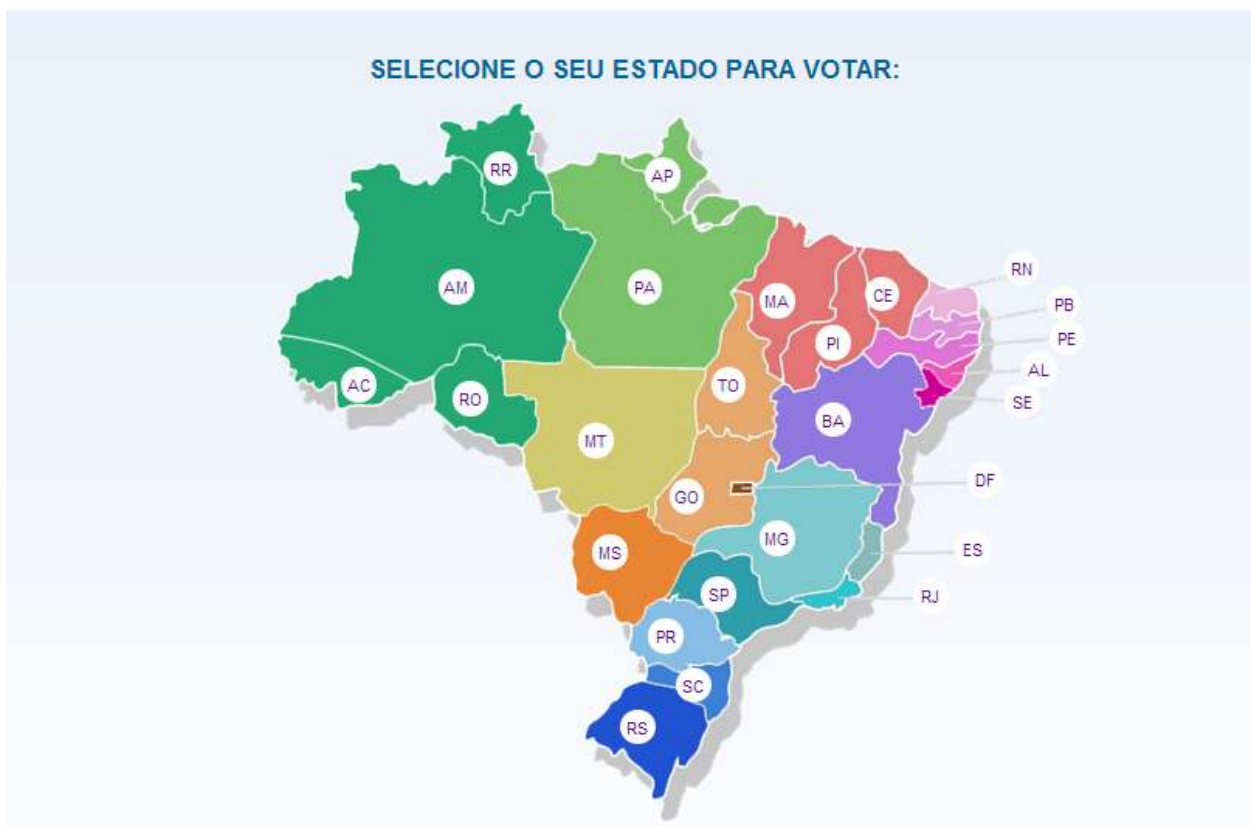 SELECIONE O SEU ESTADO PARA VOTAR:
RR
AP
RN
AM
PA
MA
CE
PB
PI
PE
AC
RO
TO
AL
SE
MT
BA
GO
DF
MS
MG
ES
SP
RJ
PR
SC
RS